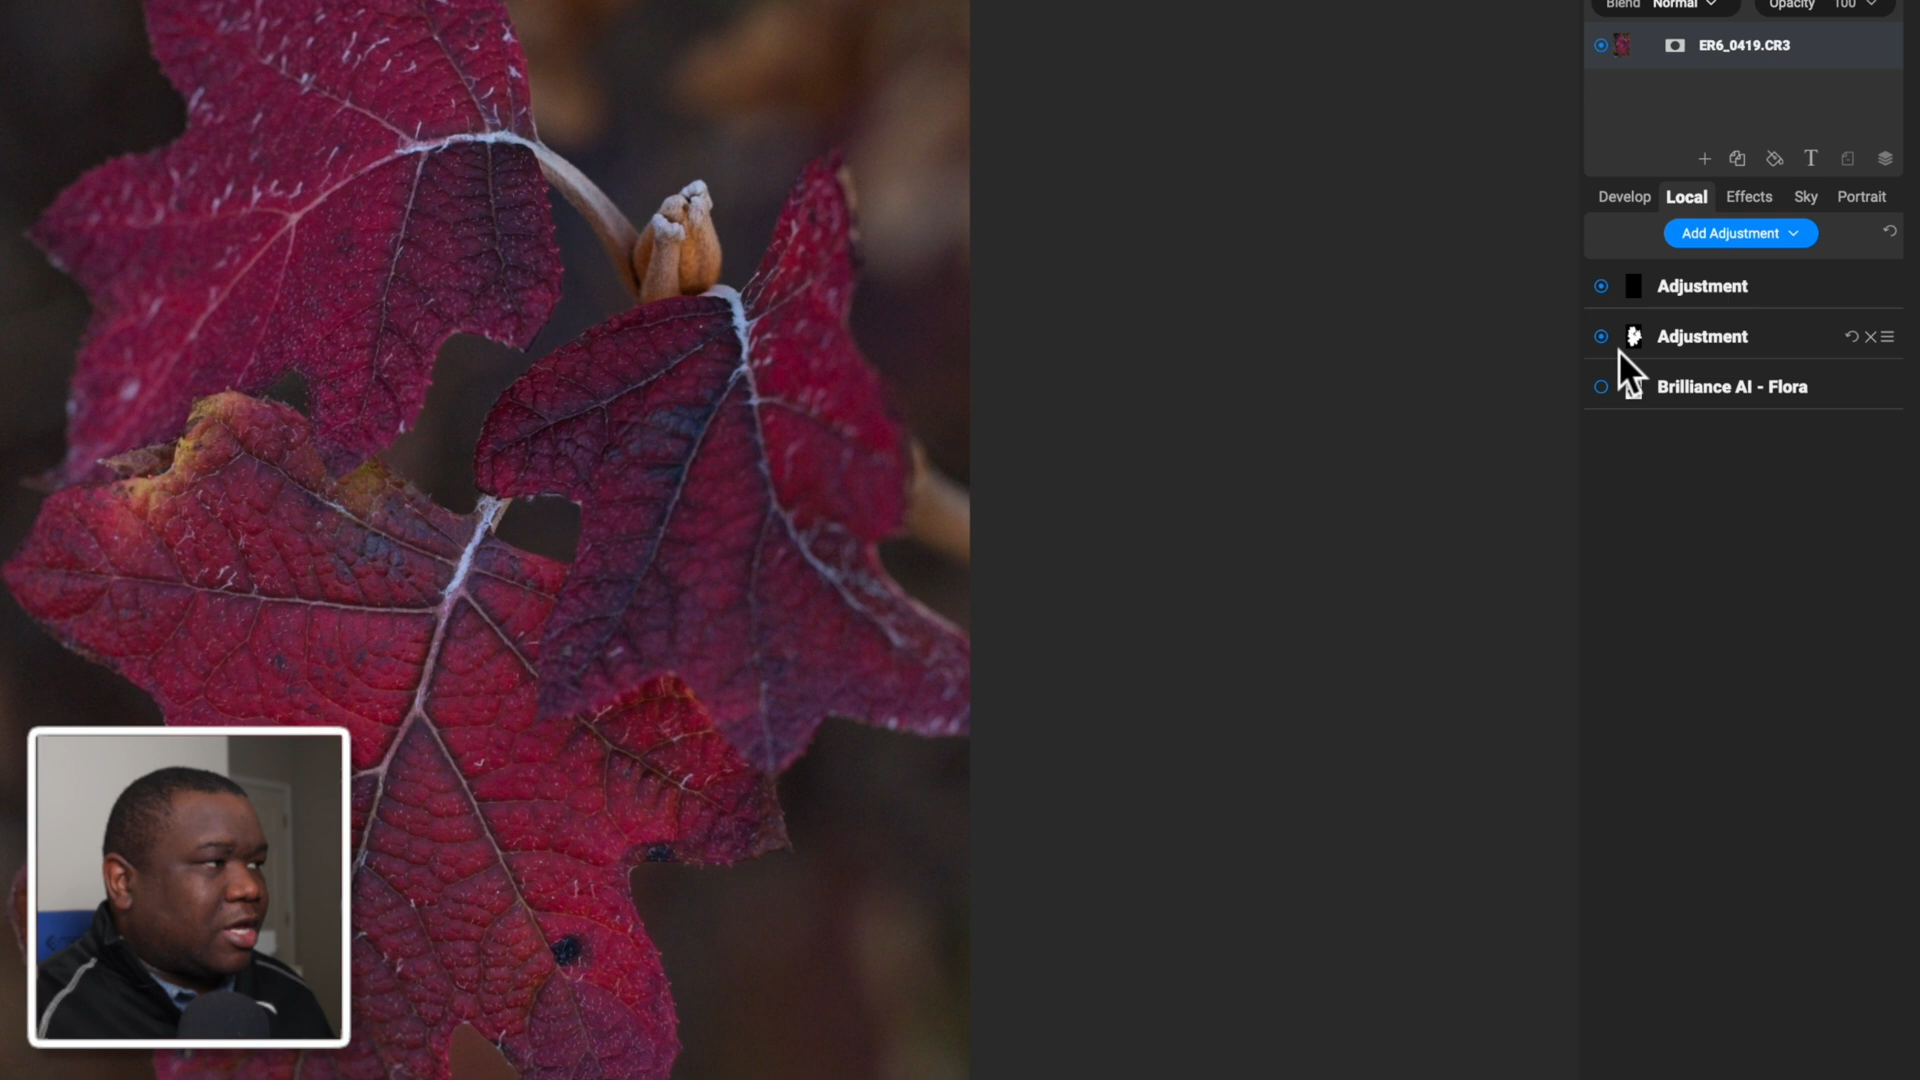 Blend Normal Opacity 100
ER6_0419.CR3
T
Develop Local Effects Sky Portrait
Add Adjustment
Adjustment
Adjustment
Brilliance AI - Flora